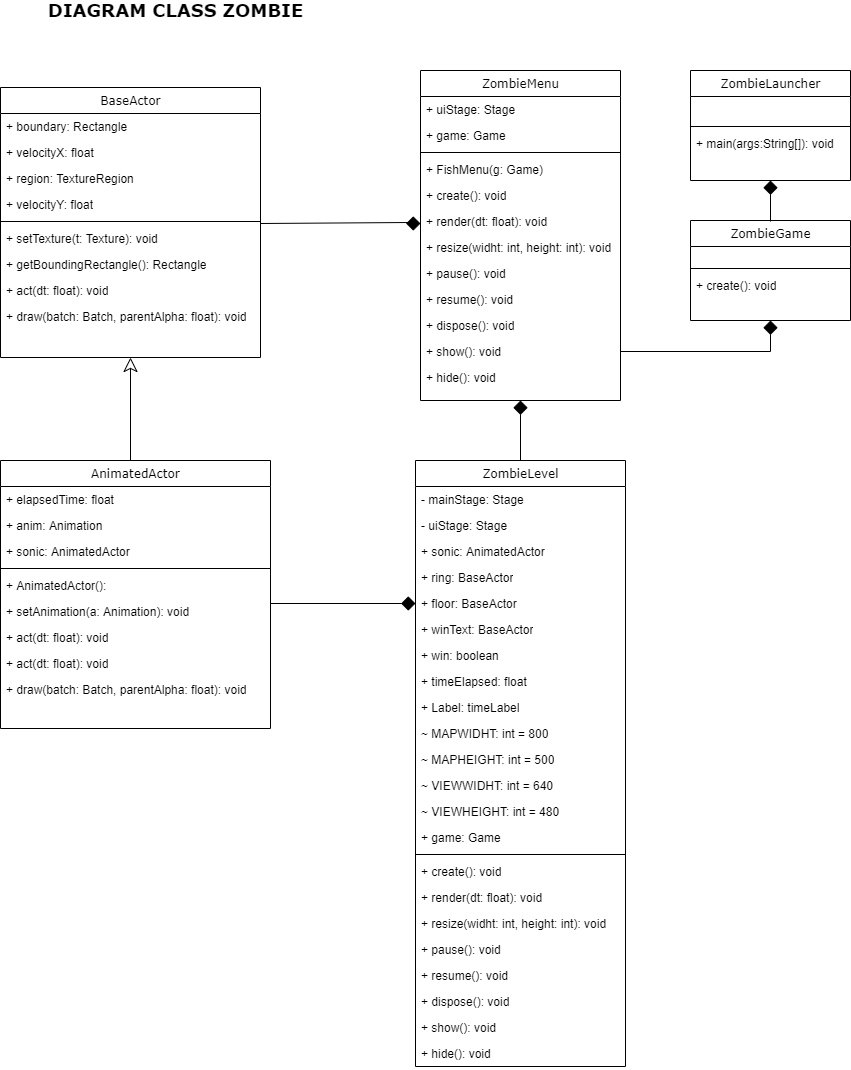 DIAGRAM CLASS ZOMBIE
BaseActor
+ boundary: Rectangle
+ velocityX: float
+ region: TextureRegion
+ velocityY: float
+ setTexture(t: Texture): void
+ getBoundingRectangle(): Rectangle
+ act(dt: float): void
+ draw(batch: Batch, parentAlpha: float): void
ZombieMenu
+ uiStage: Stage
+ game: Game
+ FishMenu(g: Game)
+ create(): void
+ render(dt: float): void
+ resize(widht: int, height: int): void
+ pause(): void
+ resume(): void
+ dispose(): void
+ show(): void
+ hide(): void
ZombieLauncher
+ main(args:String[]): void
ZombieGame
+ create(): void
AnimatedActor
+ elapsedTime: float
+ anim: Animation
+ sonic: AnimatedActor
+ AnimatedActor():
+ setAnimation(a: Animation): void
+ act(dt: float): void
+ act(dt: float): void
+ draw(batch: Batch, parentAlpha: float): void
ZombieLevel
- mainStage: Stage
- uiStage: Stage
+ sonic: AnimatedActor
+ ring: BaseActor
+ floor: BaseActor
+ winText: BaseActor
+ win: boolean
+ timeElapsed: float
+ Label: timeLabel
~ MAPWIDHT: int = 800
~ MAPHEIGHT: int = 500
~ VIEWWIDHT: int = 640
~ VIEWHEIGHT: int = 480
+ game: Game
+ create(): void
+ render(dt: float): void
+ resize(widht: int, height: int): void
+ pause(): void
+ resume(): void
+ dispose(): void
+ show(): void
+ hide(): void